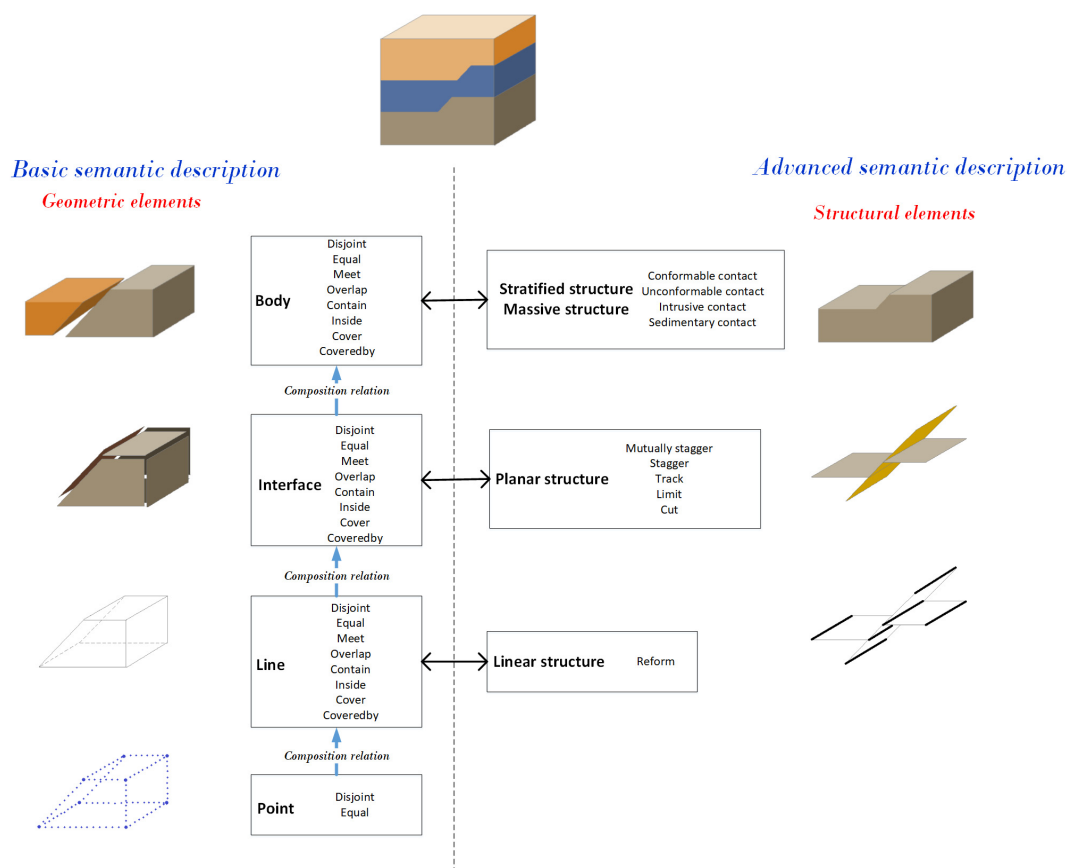 Basic semantic description
Geometric elements
Advanced semantic description
Structural elements
Body
Disjoint
Equal
Meet
Overlap
Contain
Inside
Cover
Coveredby
Stratified structure
Massive structure
Conformable contact
Unconformable contact
Intrusive contact
Sedimentary contact
Composition relation
Interface
Disjoint
Equal
Meet
Overlap
Contain
Inside
Cover
Coveredby
Planar structure
Mutually stagger
Stagger
Track
Limit
Cut
Composition relation
Line
Disjoint
Equal
Meet
Overlap
Contain
Inside
Cover
Coveredby
Linear structure
Reform
Composition relation
Point
Disjoint
Equal